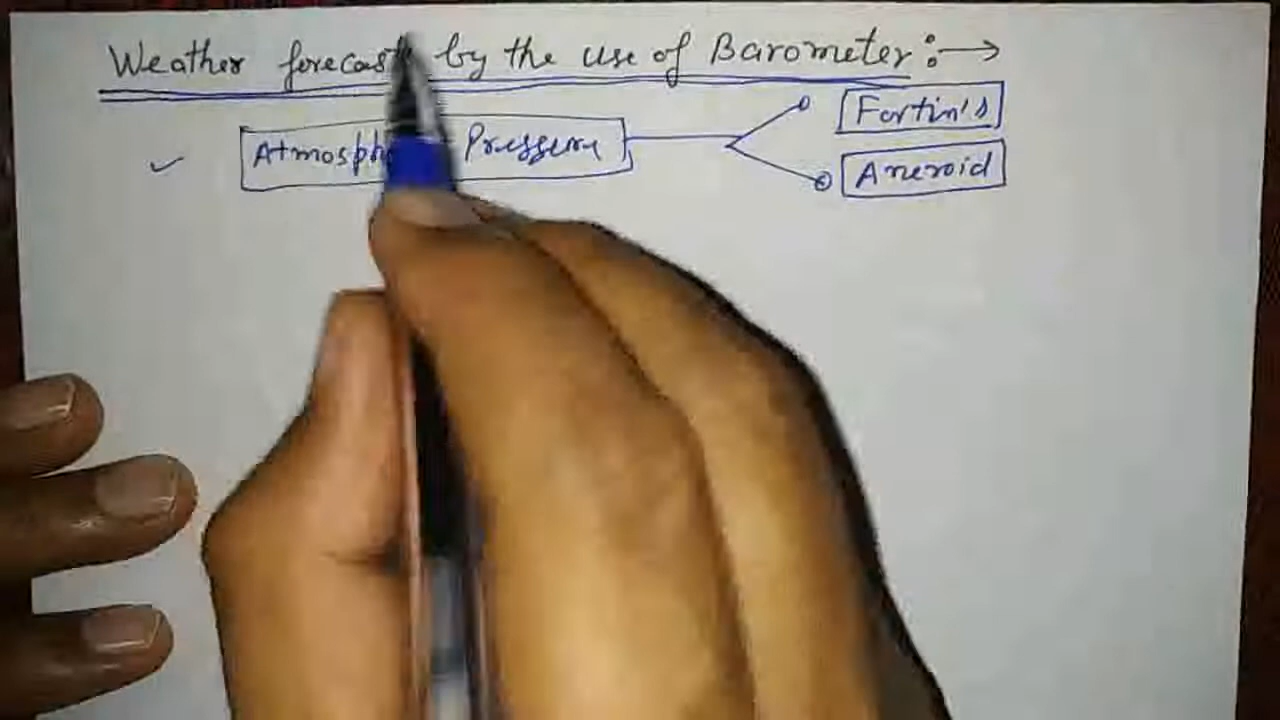 Weather forecast by the use of Barometer :→
Pressure
Fortin's
Aneroid